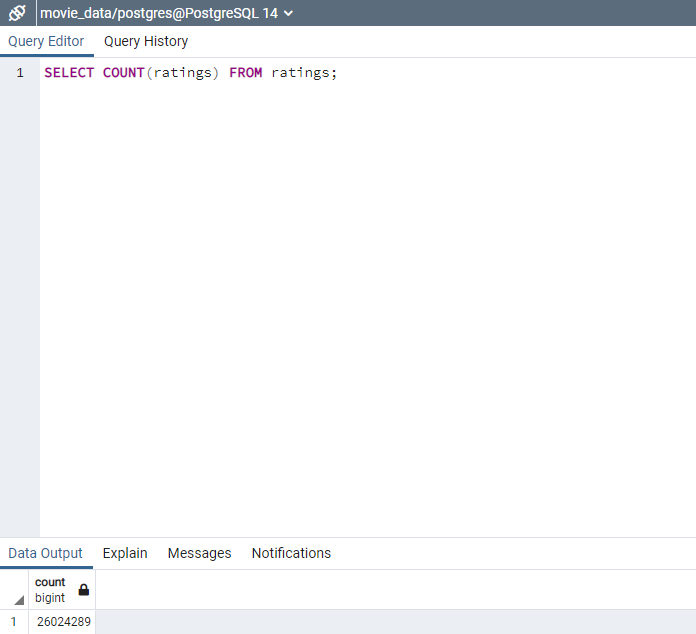 movie_data/postgres@PostgreSQL 14
Query Editor Query History
1 SELECT COUNT(ratings) FROM ratings;
Data Output Explain Messages Notifications
count
bigint
1 26024289